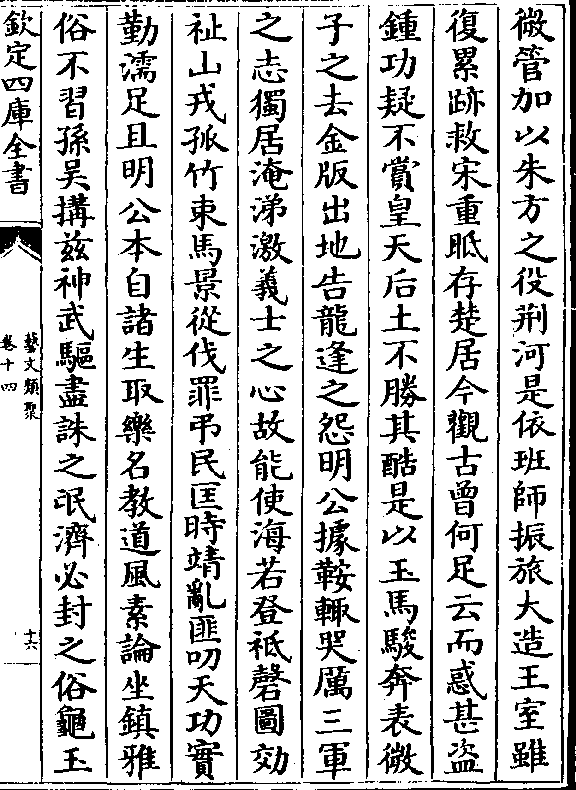 微管加以朱方之役荆河是依班師振旅大造王室雖
復累跡救宋重胝存楚居今觀古曾何足云而惑甚盗
鍾功疑不賞皇天后土不勝其酷是以玉馬駿奔表微
子之去金版出地告龍逢之怨明公據鞍輙哭厲三軍
之志獨居淹涕激義士之心故能使海若登祗罄圖効
祉山戎孤竹束馬景從伐罪弔民匡時靖亂匪叨天功實
勤濡足且明公本自諸生取樂名教道風素論坐鎮雅
俗不習孫吴搆兹神武驅盡誅之氓濟必封之俗龜玉
欽定四庫全書
藝文類聚
卷十四
十六